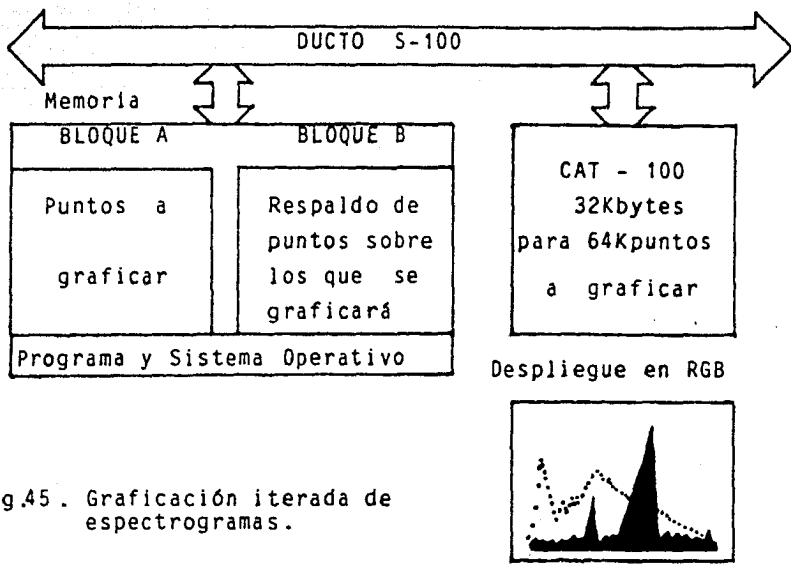 DUCTO S-100
Memoria
BLOQUE A
BLOQUE B
Puntos a
graficar
Respaldo de
puntos sobre
los que se
graficará
Programa y Sistema Operativo
CAT - 100
32Kbytes
para 64Kpuntos
a graficar
Despliegue en RGB
g.45. Graficación iterada de
espectrogramas.